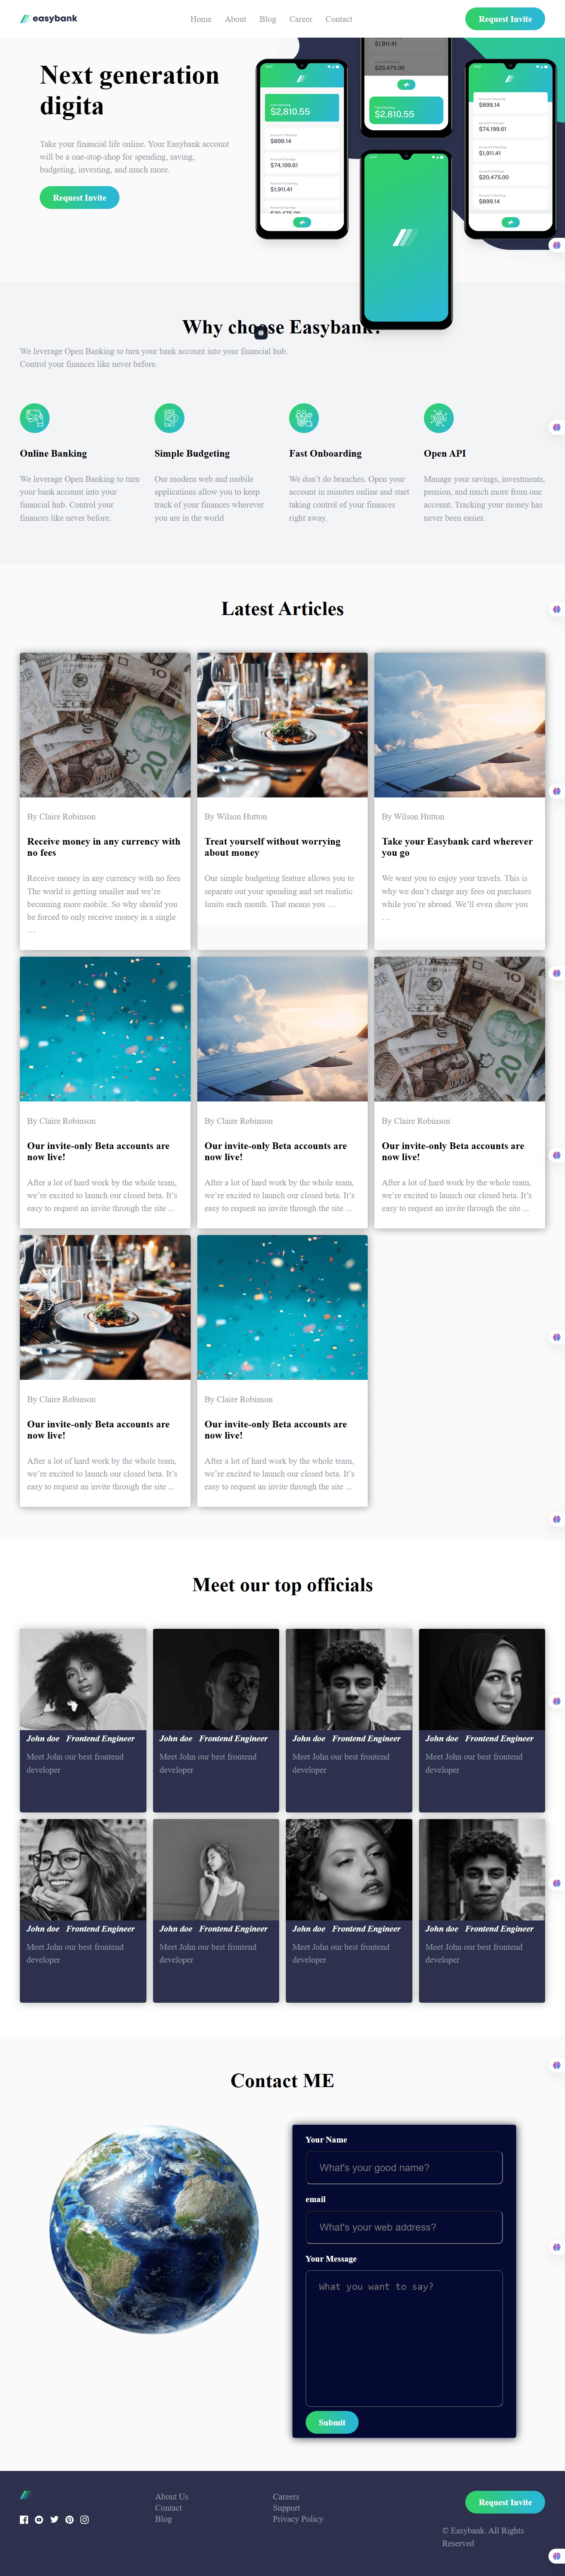 easybank
Home About Blog Career Contact
Request Invite
Next generation
digita
Take your financial life online. Your Easybank account
will be a one-stop-shop for spending, saving,
budgeting, investing, and much more.
Request Invite
$2,810.55
$899.14
$74,199.61
$1,911.41
$20,475.00
$1,911.41
$20,475.00
$2,810.55
$899.14
$74,199.61
$1,911.41
$20,475.00
$899.14
Why choose Easybank?
We leverage Open Banking to turn your bank account into your financial hub.
Control your finances like never before.
Online Banking
We leverage Open Banking to turn
your bank account into your
financial hub. Control your
finances like never before.
Simple Budgeting
Our modern web and mobile
applications allow you to keep
track of your finances wherever
you are in the world
Fast Onboarding
We don’t do branches. Open your
account in minutes online and start
taking control of your finances
right away.
Open API
Manage your savings, investments,
pension, and much more from one
account. Tracking your money has
never been easier.
Latest Articles
By Claire Robinson
Receive money in any currency with
no fees
Receive money in any currency with no fees
The world is getting smaller and we’re
becoming more mobile. So why should you
be forced to only receive money in a single
…
By Wilson Hutton
Treat yourself without worrying
about money
Our simple budgeting feature allows you to
separate out your spending and set realistic
limits each month. That means you …
By Wilson Hutton
Take your Easybank card wherever
you go
We want you to enjoy your travels. This is
why we don’t charge any fees on purchases
while you’re abroad. We’ll even show you
…
By Claire Robinson
Our invite-only Beta accounts are
now live!
After a lot of hard work by the whole team,
we’re excited to launch our closed beta. It’s
easy to request an invite through the site ...
By Claire Robinson
Our invite-only Beta accounts are
now live!
After a lot of hard work by the whole team,
we’re excited to launch our closed beta. It’s
easy to request an invite through the site ...
By Claire Robinson
Our invite-only Beta accounts are
now live!
After a lot of hard work by the whole team,
we’re excited to launch our closed beta. It’s
easy to request an invite through the site ...
By Claire Robinson
Our invite-only Beta accounts are
now live!
After a lot of hard work by the whole team,
we’re excited to launch our closed beta. It’s
easy to request an invite through the site ...
By Claire Robinson
Our invite-only Beta accounts are
now live!
After a lot of hard work by the whole team,
we’re excited to launch our closed beta. It’s
easy to request an invite through the site ...
Meet our top officials
John doe Frontend Engineer
Meet John our best frontend
developer
John doe Frontend Engineer
Meet John our best frontend
developer
John doe Frontend Engineer
Meet John our best frontend
developer
John doe Frontend Engineer
Meet John our best frontend
developer
John doe Frontend Engineer
Meet John our best frontend
developer
John doe Frontend Engineer
Meet John our best frontend
developer
John doe Frontend Engineer
Meet John our best frontend
developer
John doe Frontend Engineer
Meet John our best frontend
developer
Contact ME
Your Name
What's your good name?
email
What's your web address?
Your Message
What you want to say?
Submit
About Us
Contact
Blog
Careers
Support
Privacy Policy
Request Invite
© Easybank. All Rights
Reserved